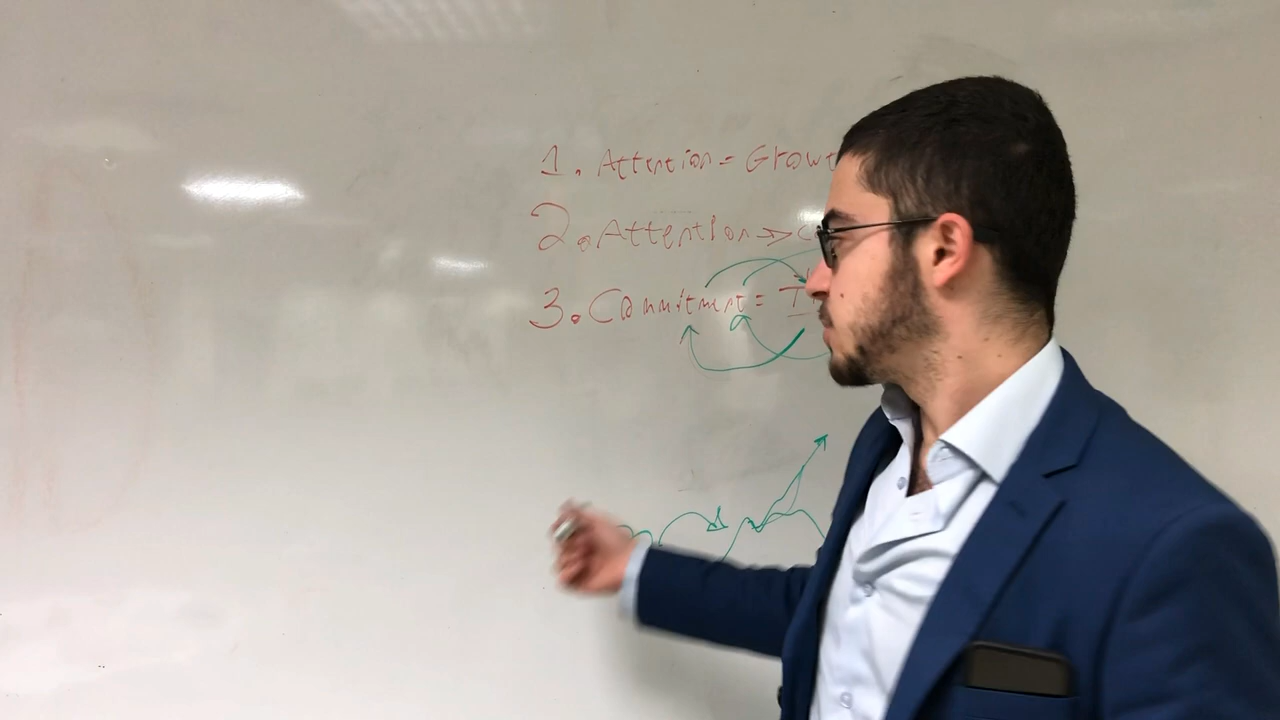 1. Attention = Growt
2. Attention → C
3. Commitment = T